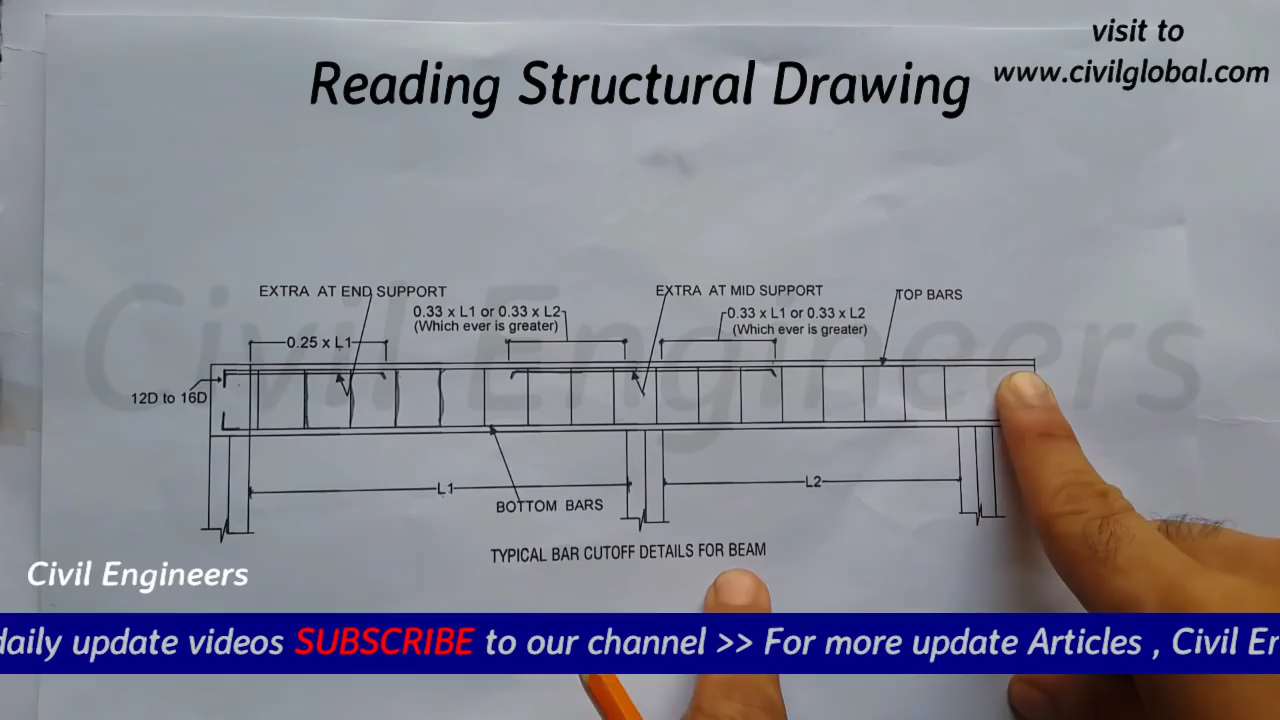 visit to
www.civilglobal.com
Reading Structural Drawing
Civil Engineers
EXTRA AT END SUPPORT
EXTRA AT MID SUPPORT
TOP BARS
0.33 x L1 or 0.33 x L2
(Which ever is greater)
0.33 x L1 or 0.33 x L2
(Which ever is greater)
0.25 x L1
12D to 16D
L1
L2
BOTTOM BARS
TYPICAL BAR CUTOFF DETAILS FOR BEAM
Civil Engineers
daily update videos SUBSCRIBE to our channel >> For more update Articles , Civil